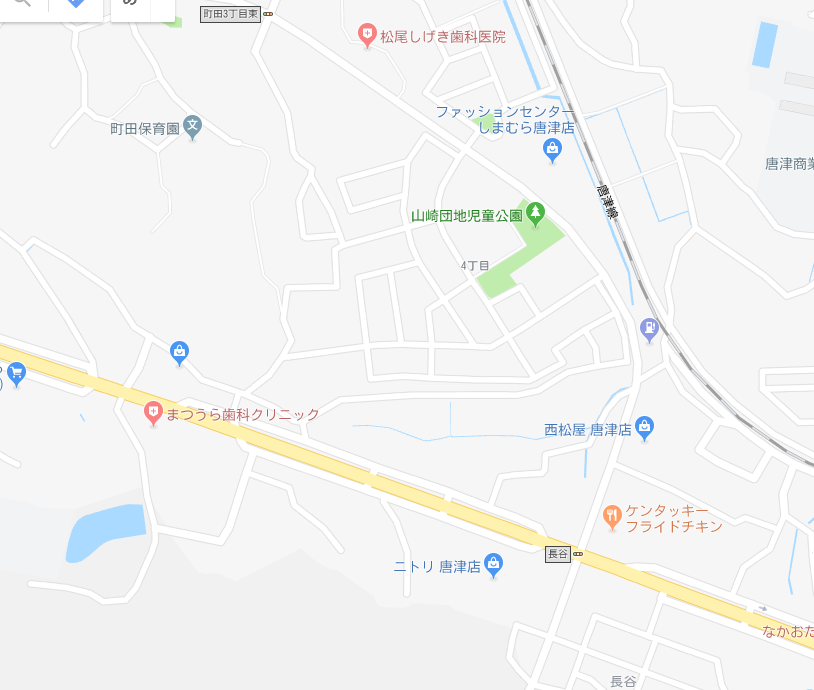 町田3丁目東
松尾しげき歯科医院
ファッションセンター
しまむら唐津店
町田保育園
文
唐津商業
唐津線
山崎団地児童公園
4丁目
まつうら歯科クリニック
西松屋 唐津店
ケンタッキー
フライドチキン
長谷
ニトリ 唐津店
なかおた
長谷